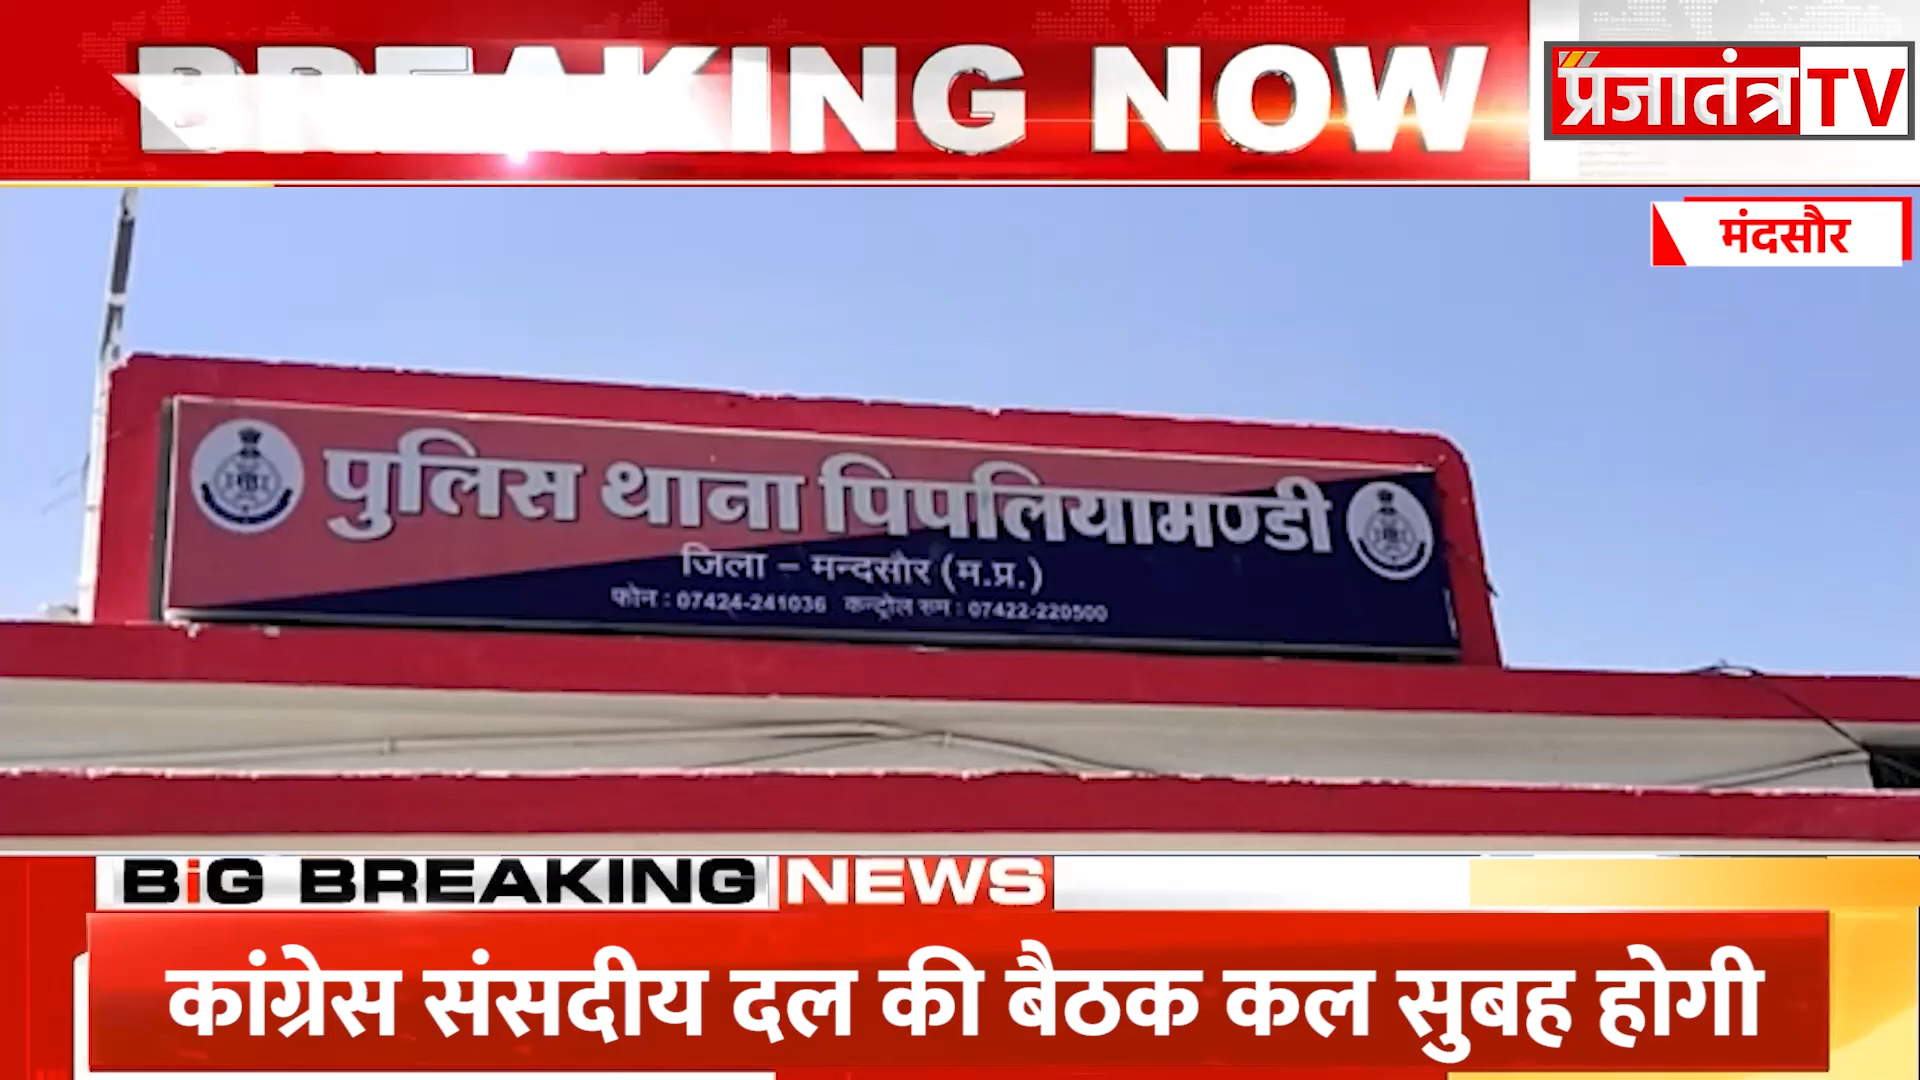 BREAKING NOW
प्रजातंत्र TV
मंदसौर
पुलिस थाना पिपलियामण्डी
जिला - मन्दसौर (म.प्र.)
फोन : 07424-241036 कन्ट्रोल रुम : 07422-220500
BiG BREAKING NEWS
कांग्रेस संसदीय दल की बैठक कल सुबह होगी